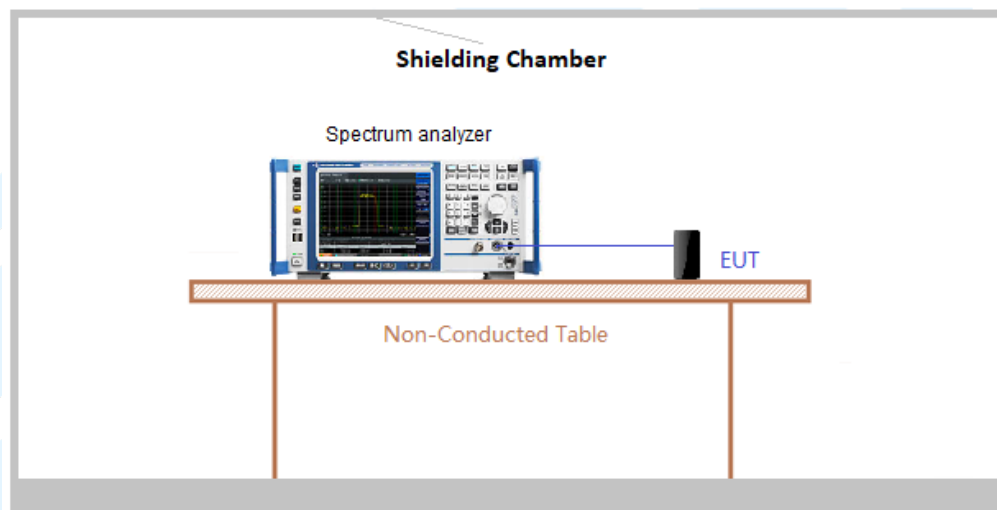 Shielding Chamber
Spectrum analyzer
EUT
Non-Conducted Table